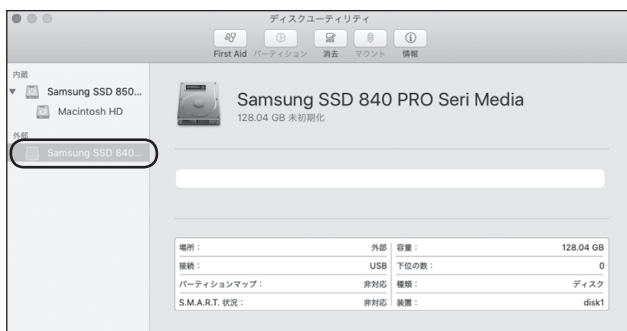 ディスクユーティリティ
First Aid パーティション 消去 マウント 情報
内蔵
Samsung SSD 850...
Macintosh HD
外部
Samsung SSD 840...
Samsung SSD 840 PRO Seri Media
128.04 GB 未初期化
場所： 外部 容量： 128.04 GB
接続： USB 下位の数： 0
パーティションマップ： 非対応 種類： ディスク
S.M.A.R.T. 状況： 非対応 装置： disk1